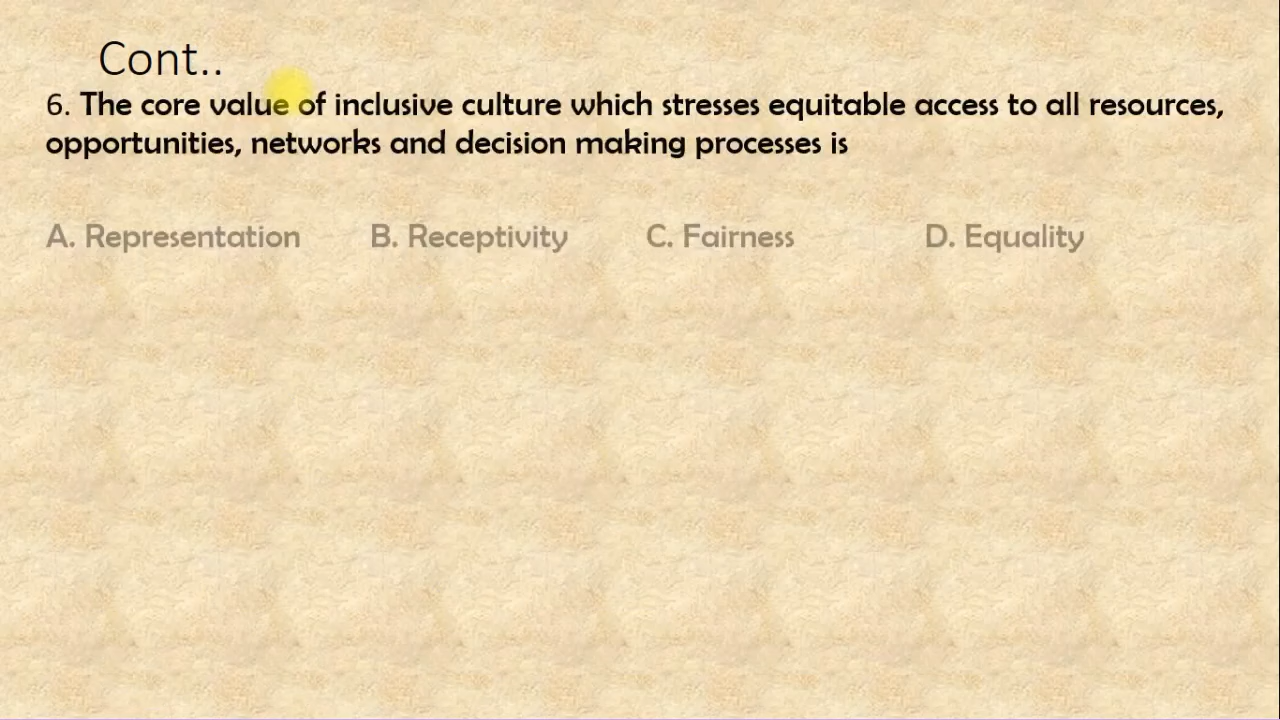 Cont..
6. The core value of inclusive culture which stresses equitable access to all resources,
opportunities, networks and decision making processes is
A. Representation B. Receptivity C. Fairness D. Equality